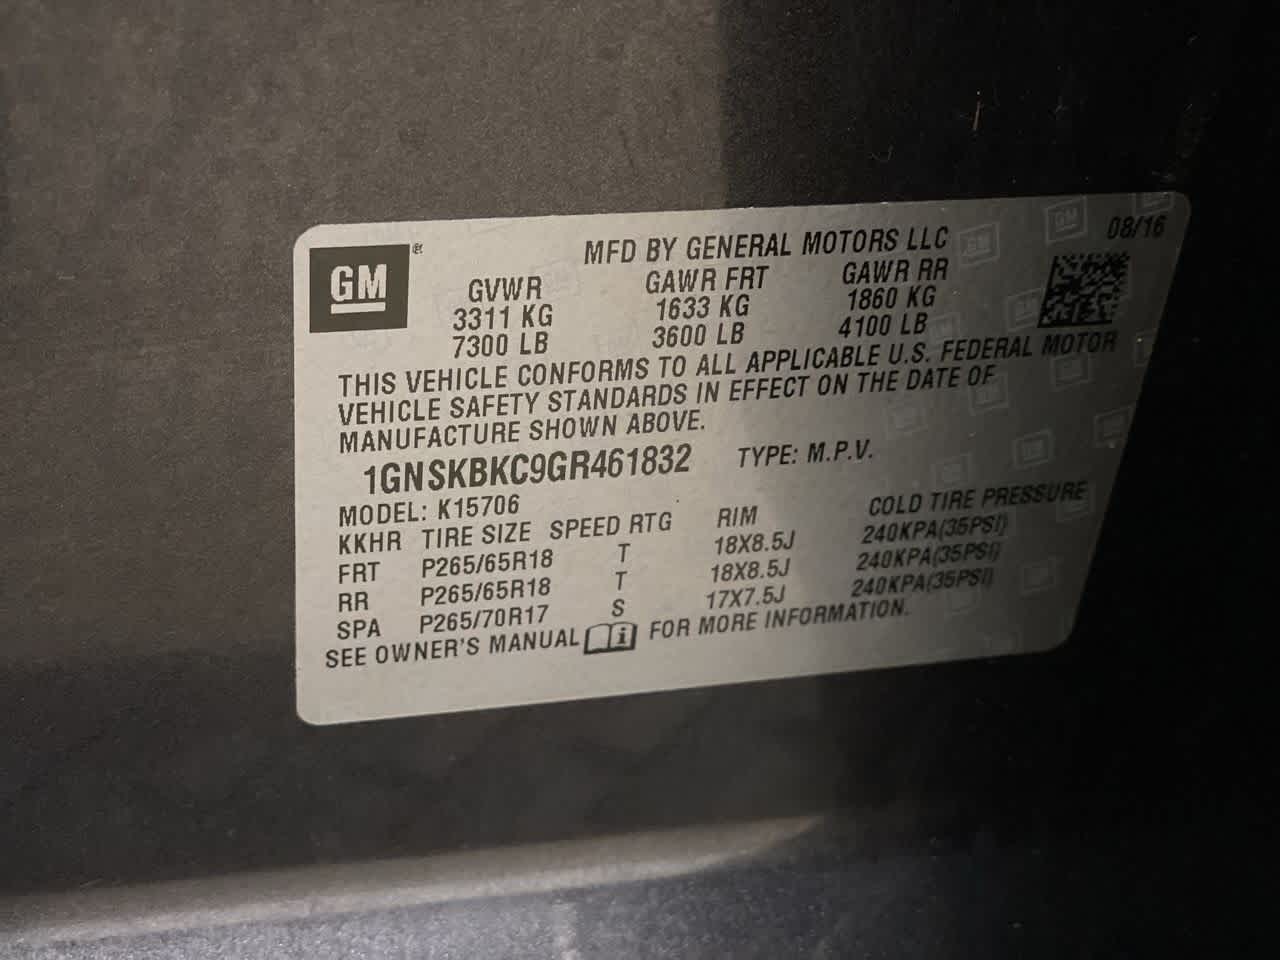 GM ®
MFD BY GENERAL MOTORS LLC 08/16
GVWR GAWR FRT GAWR RR
3311 KG 1633 KG 1860 KG
7300 LB 3600 LB 4100 LB
THIS VEHICLE CONFORMS TO ALL APPLICABLE U.S. FEDERAL MOTOR
VEHICLE SAFETY STANDARDS IN EFFECT ON THE DATE OF
MANUFACTURE SHOWN ABOVE.
1GNSKBKC9GR461832 TYPE: M.P.V.
MODEL: K15706
KKHR TIRE SIZE SPEED RTG RIM COLD TIRE PRESSURE
FRT P265/65R18 T 18X8.5J 240KPA(35PSI)
RR P265/65R18 T 18X8.5J 240KPA(35PSI)
SPA P265/70R17 S 17X7.5J 240KPA(35PSI)
SEE OWNER'S MANUAL FOR MORE INFORMATION.